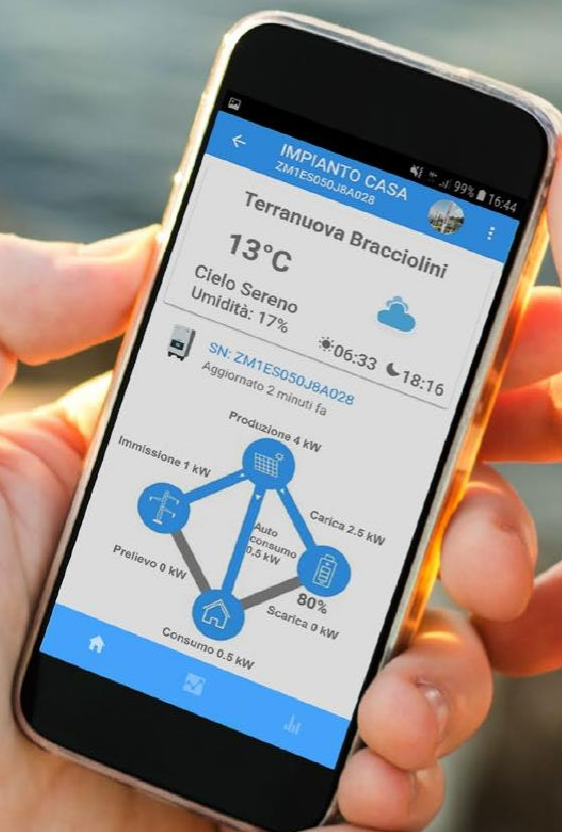 99% 16:44
IMPIANTO CASA
ZM1ES050J8A028
Terranuova Bracciolini
13°C
Cielo Sereno
Umidità: 17%
06:33 18:16
SN: ZM1ES050J8A028
Aggiornato 2 minuti fa
Produzione 4 kW
Immissione 1 kW
Carica 2.5 kW
Auto
consumo
0,5 kW
Prelievo 0 kW
80%
Scarica 0 kW
Consumo 0.5 kW